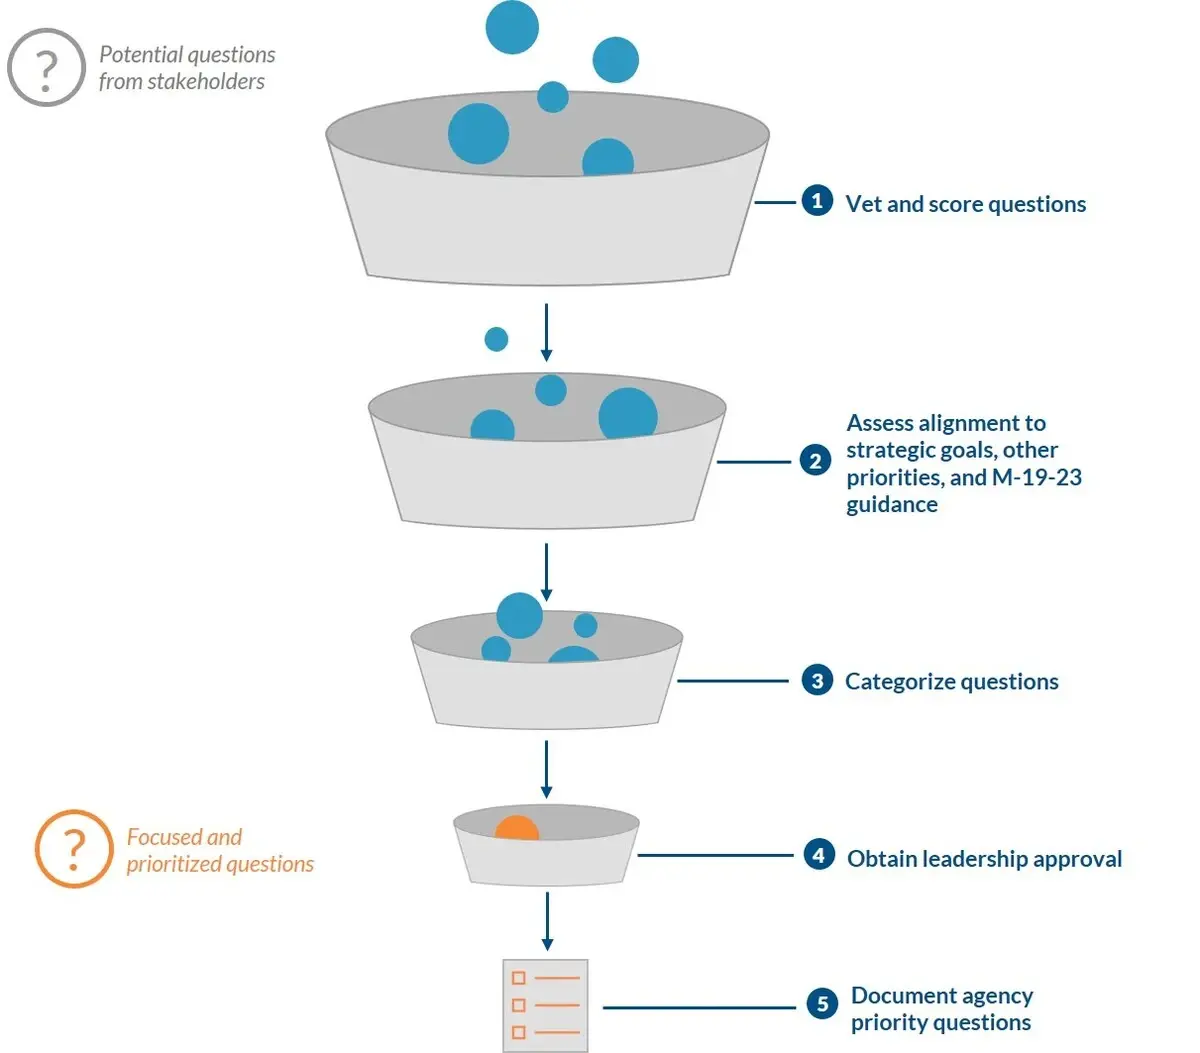 ?
Potential questions
from stakeholders
1 Vet and score questions
2 Assess alignment to
strategic goals, other
priorities, and M-19-23
guidance
3 Categorize questions
?
Focused and
prioritized questions
4 Obtain leadership approval
5 Document agency
priority questions